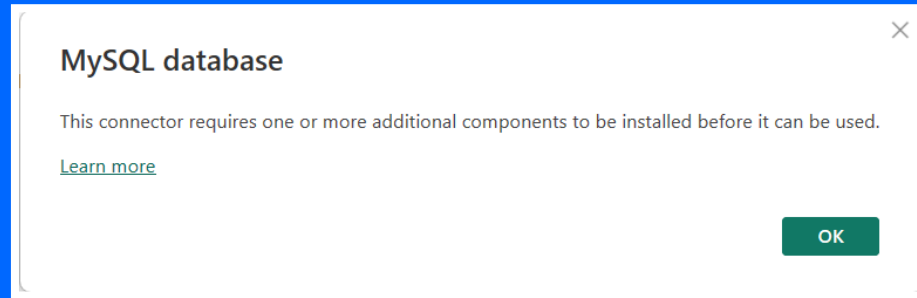 MySQL database
This connector requires one or more additional components to be installed before it can be used.
Learn more
OK